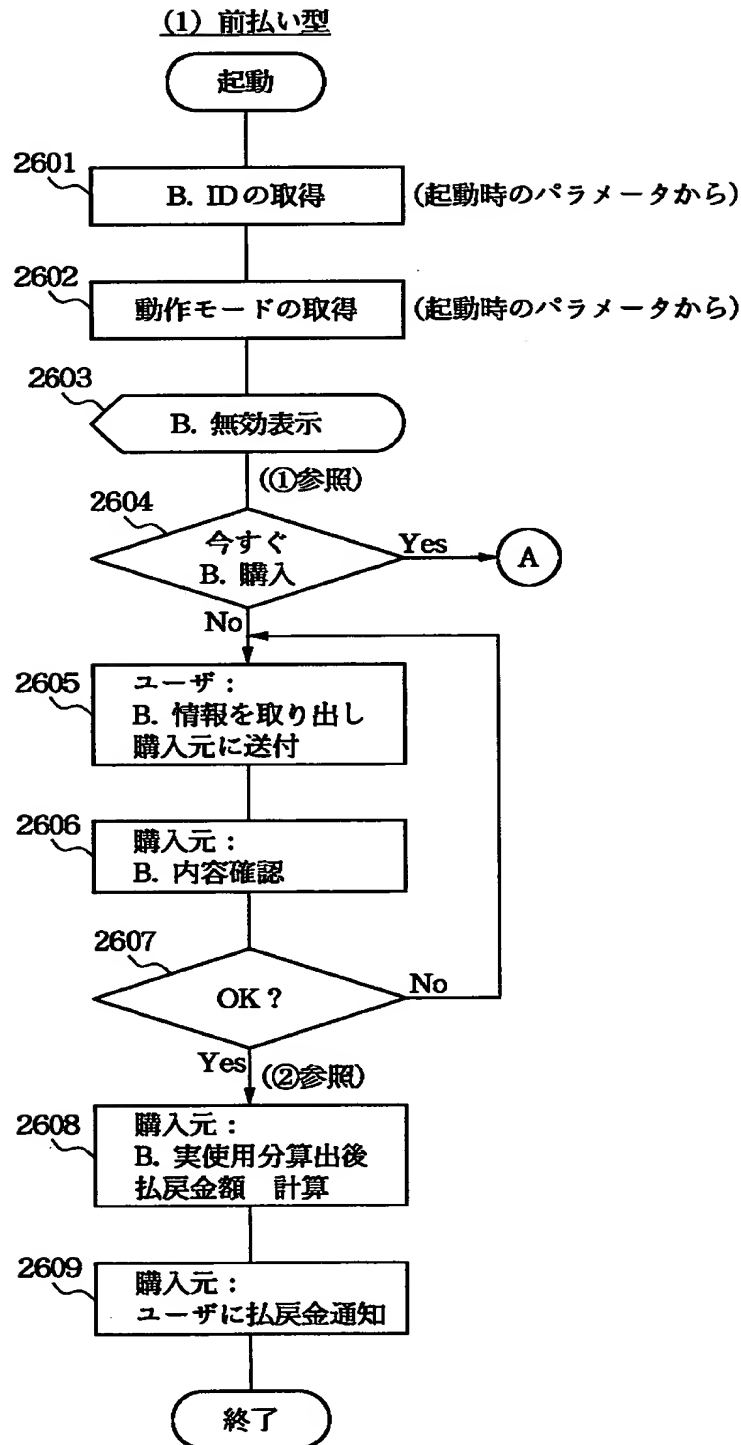 (1) 前払い型
起動
2601
B. IDの取得
(起動時のパラメータから)
2602
動作モードの取得
(起動時のパラメータから)
2603
B. 無効表示
(①参照)
2604
今すぐ
B. 購入
Yes
A
No
2605
ユーザ：
B. 情報を取り出し
購入元に送付
2606
購入元：
B. 内容確認
2607
OK？
No
Yes
(②参照)
2608
購入元：
B. 実使用分算出後
払戻金額　計算
2609
購入元：
ユーザに払戻金通知
終了